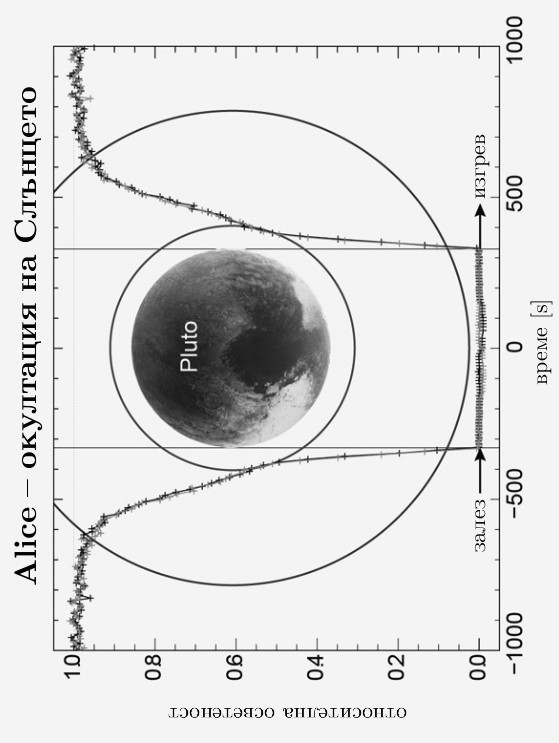 Alice – окултация на Слънцето
относителна осветеност
1.0
0.8
0.6
0.4
0.2
0.0
Pluto
залез
изгрев
−1000
−500
0
500
1000
време [s]